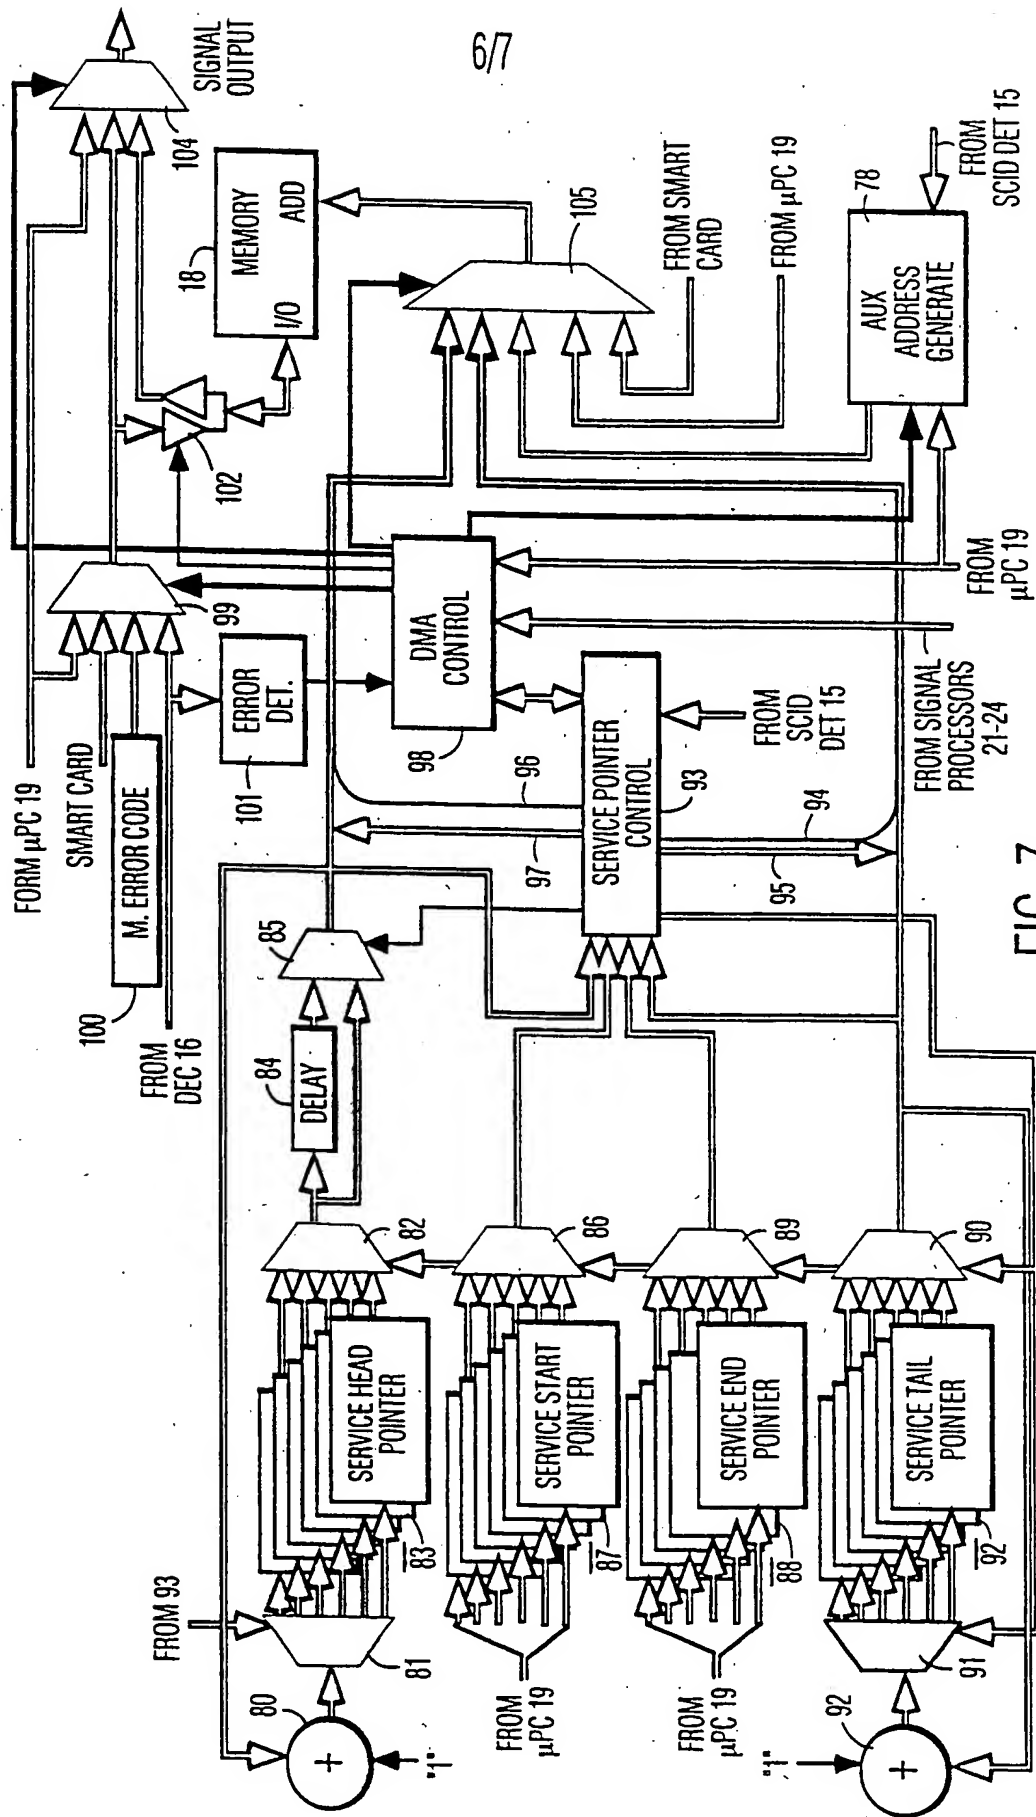 6/7
FROM 93
80
+
"1"
81
SERVICE HEAD
POINTER
83
82
84
DELAY
85
FROM
µPC 19
SERVICE START
POINTER
87
86
FROM
µPC 19
SERVICE END
POINTER
88
89
"1"
92
+
91
SERVICE TAIL
POINTER
92
90
FORM µPC 19
SMART CARD
M. ERROR CODE
100
FROM
DEC 16
99
ERROR
DET.
101
102
104
SIGNAL
OUTPUT
18
MEMORY
I/O
ADD
105
DMA
CONTROL
98
96
97
SERVICE POINTER
CONTROL
93
94
95
FROM
SCID
DET 15
FROM SIGNAL
PROCESSORS
21-24
FROM
µPC 19
FROM SMART
CARD
FROM µPC 19
78
AUX
ADDRESS
GENERATE
FROM
SCID DET 15